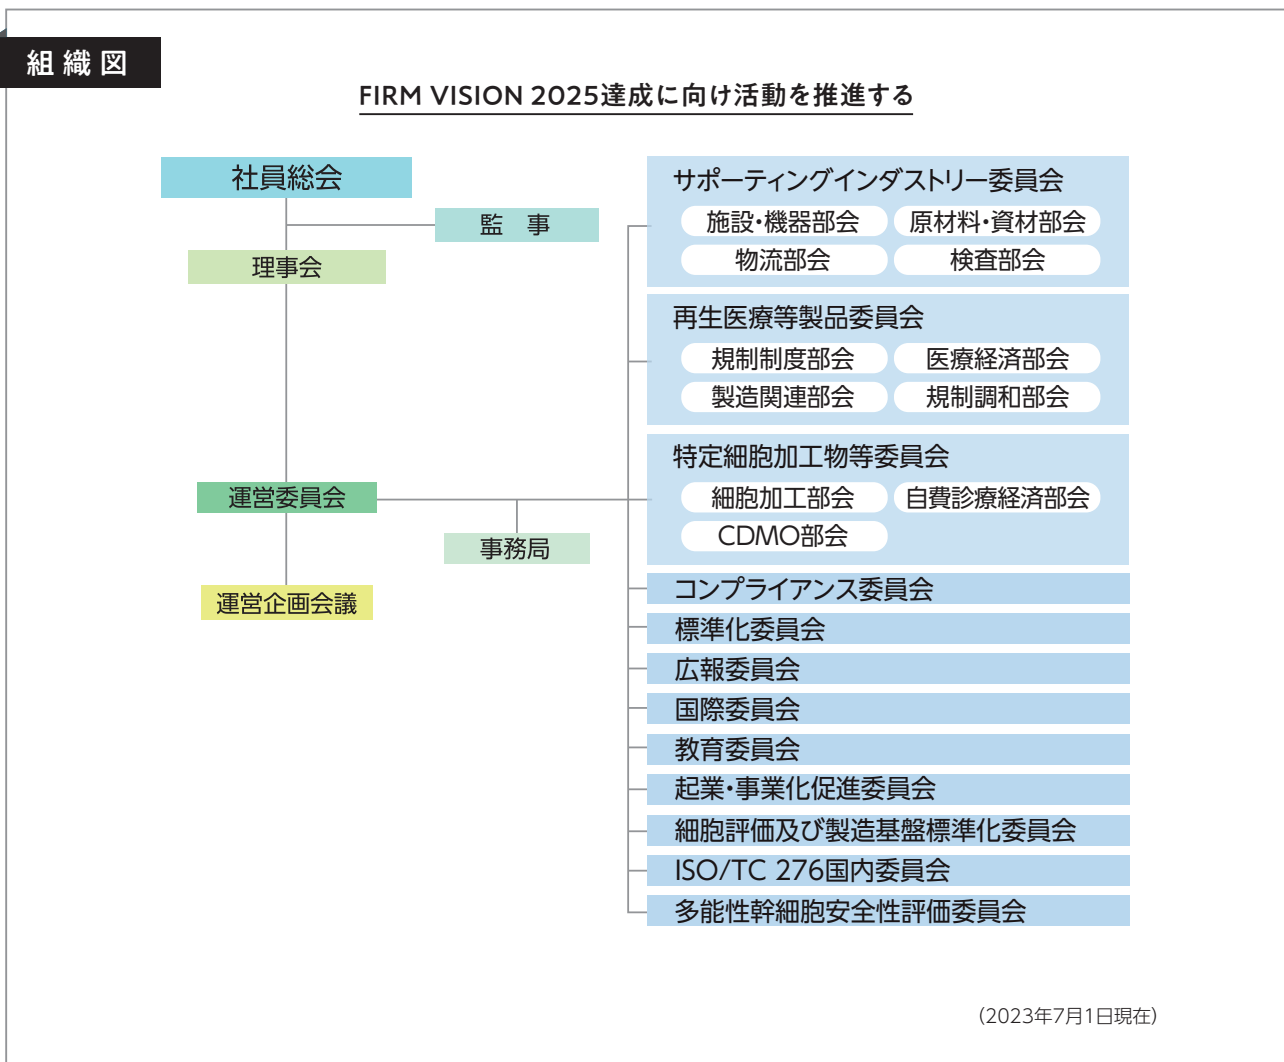 組織図
FIRM VISION 2025達成に向け活動を推進する
社員総会
監 事
理事会
運営委員会
事務局
運営企画会議
サポーティングインダストリー委員会
施設・機器部会 原材料・資材部会
物流部会 検査部会
再生医療等製品委員会
規制制度部会 医療経済部会
製造関連部会 規制調和部会
特定細胞加工物等委員会
細胞加工部会 自費診療経済部会
CDMO部会
コンプライアンス委員会
標準化委員会
広報委員会
国際委員会
教育委員会
起業・事業化促進委員会
細胞評価及び製造基盤標準化委員会
ISO/TC 276国内委員会
多能性幹細胞安全性評価委員会
(2023年7月1日現在)